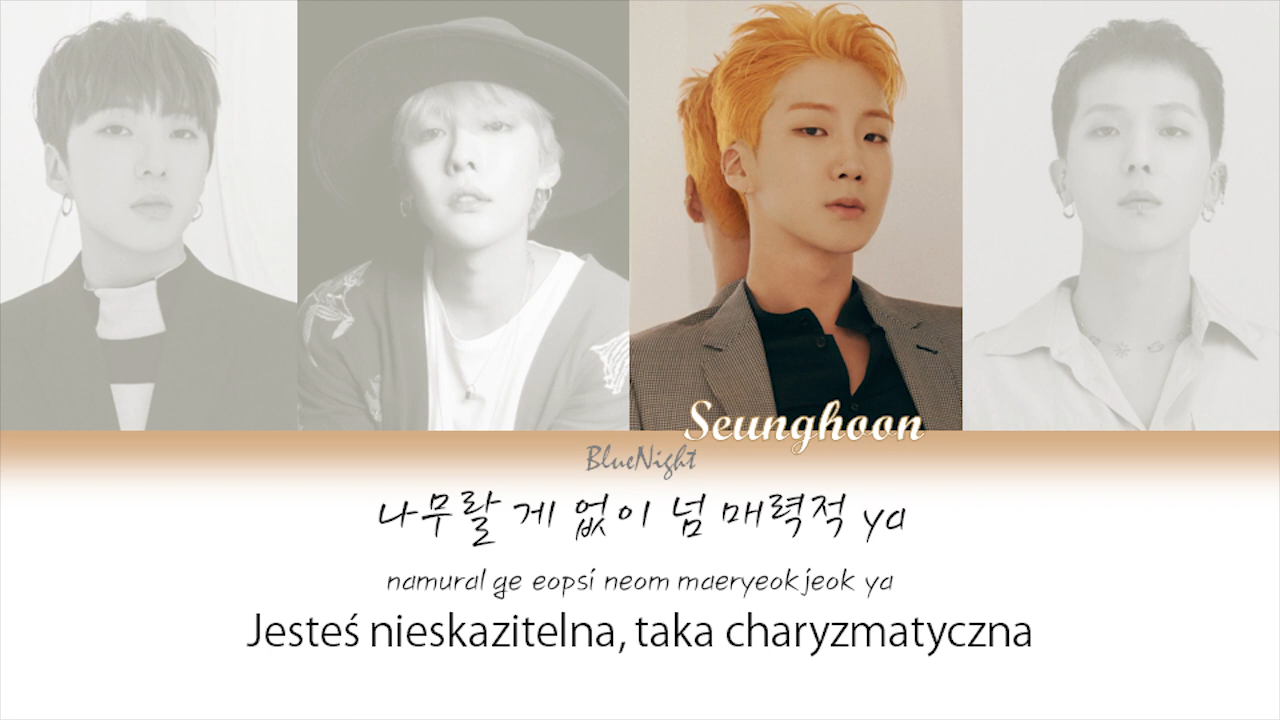 Seunghoon
BlueNight
나무랄 게 없이 넘 매력적 ya
namural ge eopsi neom maeryeokjeok ya
Jesteś nieskazitelna, taka charyzmatyczna